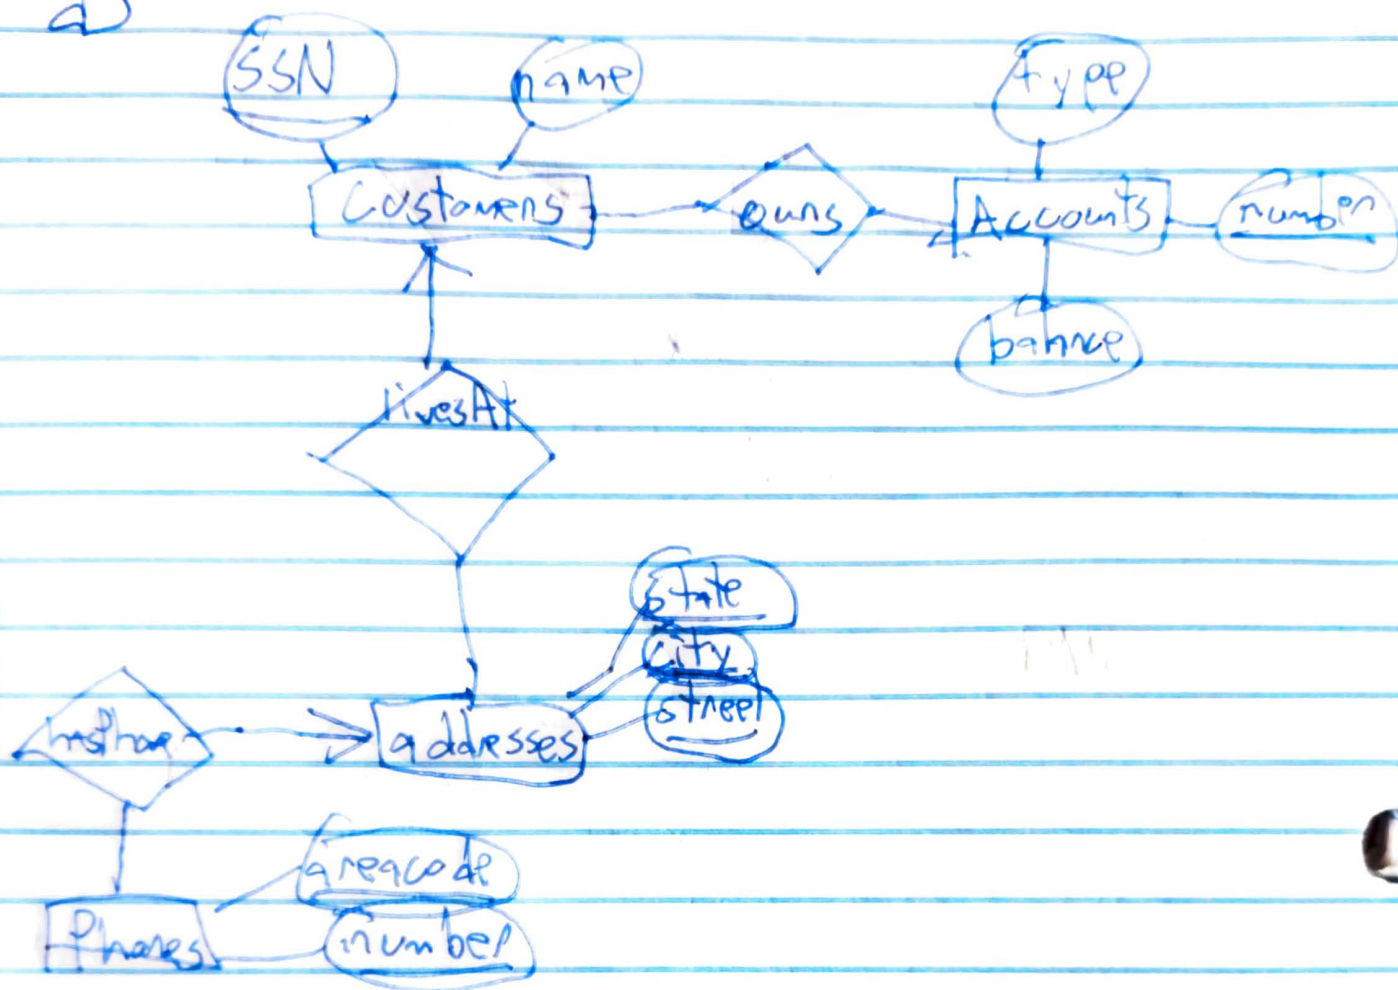 d)
SSN
name
type
Customers
owns
Accounts
number
balance
livesAt
state
city
street
addresses
hasPhone
areacode
Phones
number